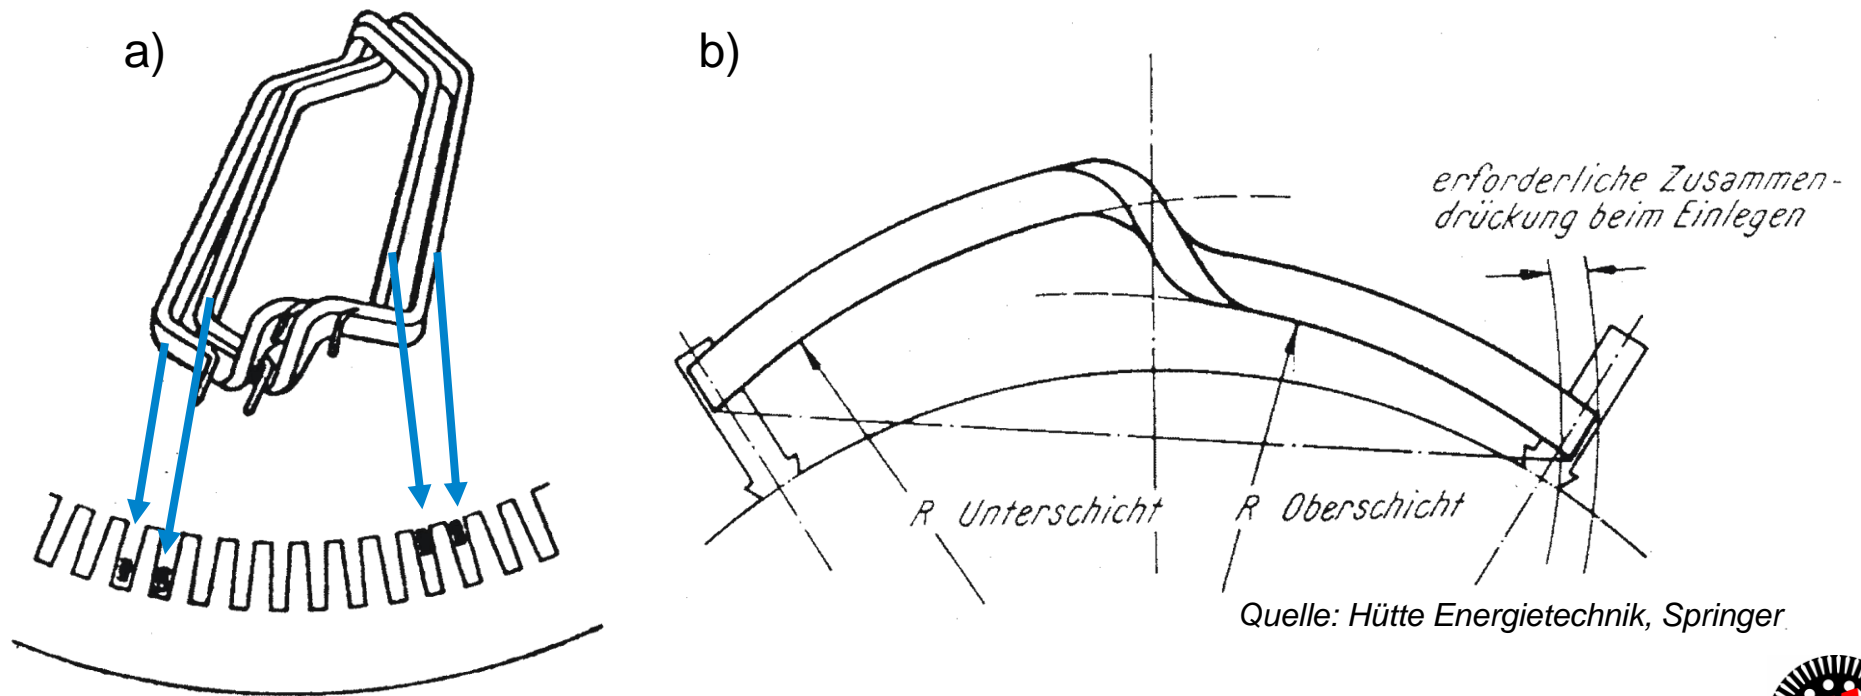 a)
b)
erforderliche Zusammen-
drückung beim Einlegen
R Unterschicht
R Oberschicht
Quelle: Hütte Energietechnik, Springer